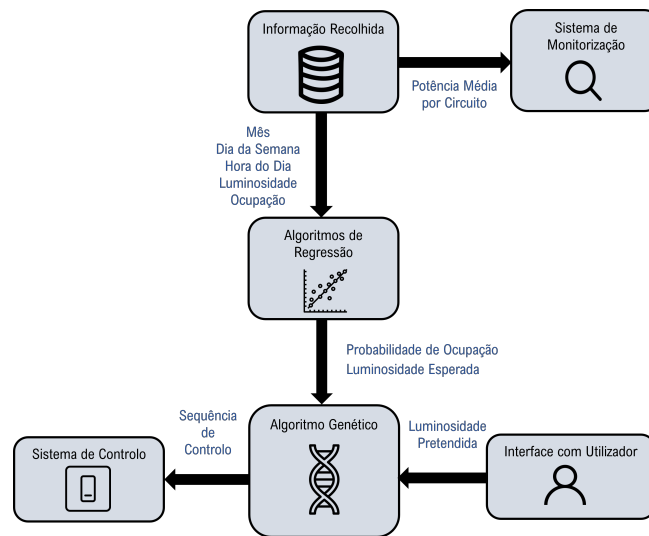 Informação Recolhida
Sistema de
Monitorização
Potência Média
por Circuito
Mês
Dia da Semana
Hora do Dia
Luminosidade
Ocupação
Algoritmos de
Regressão
Probabilidade de Ocupação
Luminosidade Esperada
Sequência
de
Controlo
Algoritmo Genético
Luminosidade
Pretendida
Sistema de Controlo
Interface com Utilizador